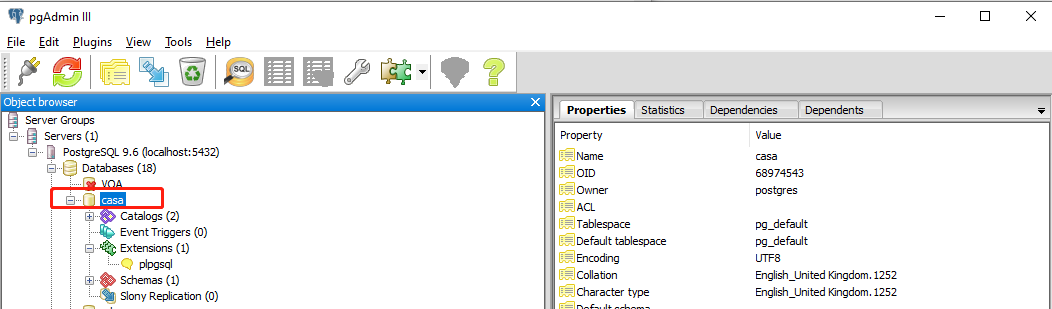 pgAdmin III
File Edit Plugins View Tools Help
SQL
Object browser
Server Groups
Servers (1)
PostgreSQL 9.6 (localhost:5432)
Databases (18)
VOA
casa
Catalogs (2)
Event Triggers (0)
Extensions (1)
plpgsql
Schemas (1)
Slony Replication (0)
Properties Statistics Dependencies Dependents
Property Value
Name casa
OID 68974543
Owner postgres
ACL
Tablespace pg_default
Default tablespace pg_default
Encoding UTF8
Collation English_United Kingdom.1252
Character type English_United Kingdom.1252
Default schema